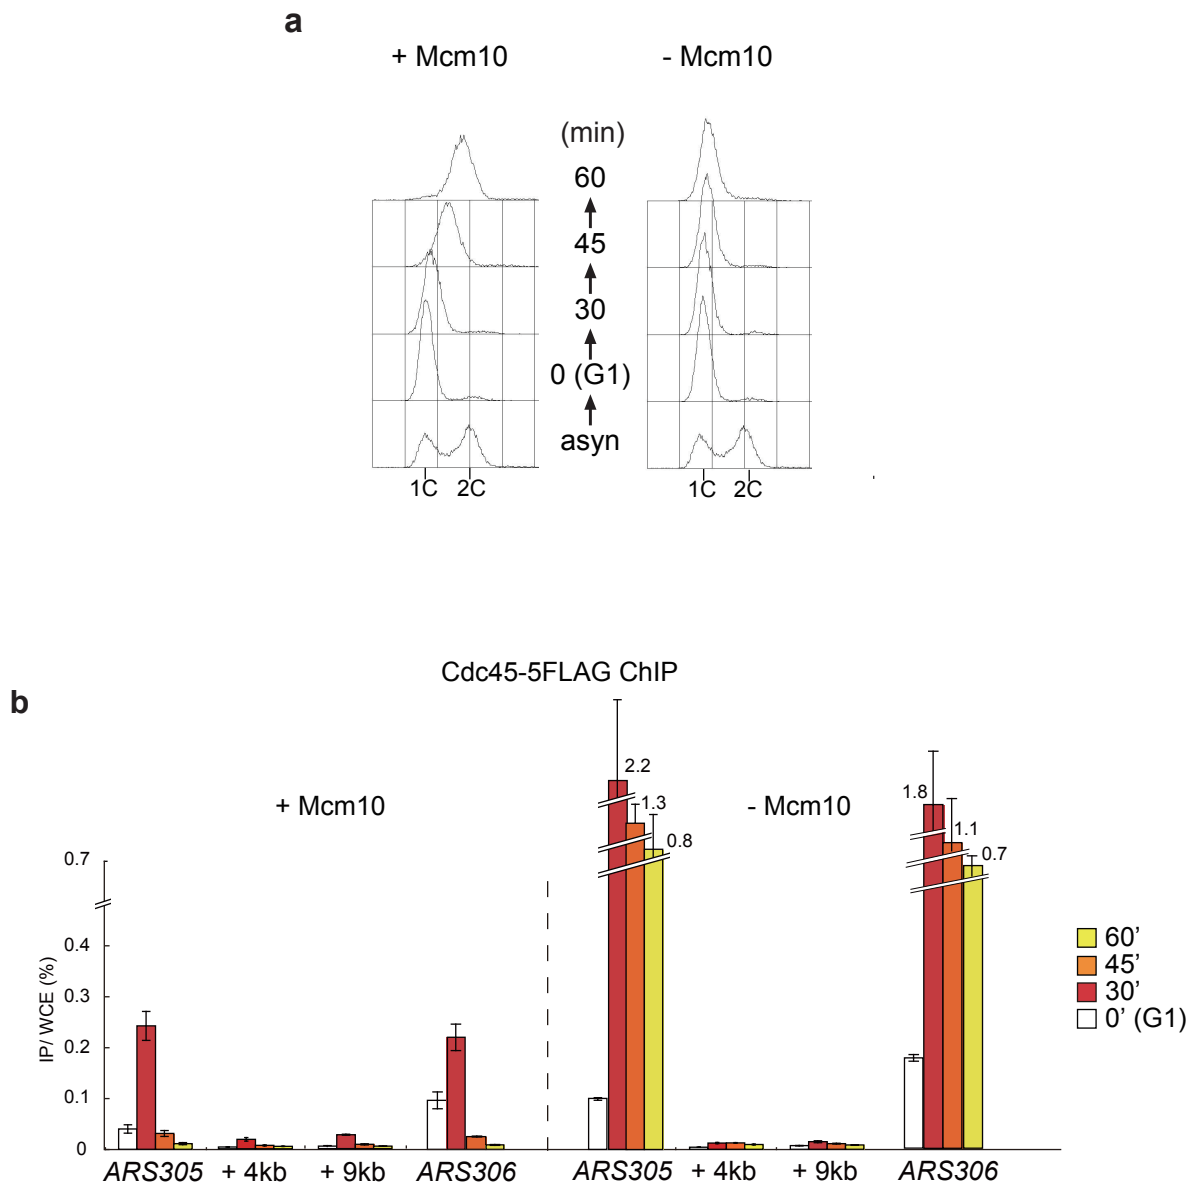 a
+ Mcm10
- Mcm10
(min)
60
45
30
0 (G1)
asyn
1C 2C
1C 2C
Cdc45-5FLAG ChIP
b
+ Mcm10
- Mcm10
2.2
1.3
0.8
1.8
1.1
0.7
0.7
0.4
0.3
0.2
0.1
0
IP/ WCE (%)
60’
45’
30’
0’ (G1)
ARS305 + 4kb + 9kb ARS306 ARS305 + 4kb + 9kb ARS306